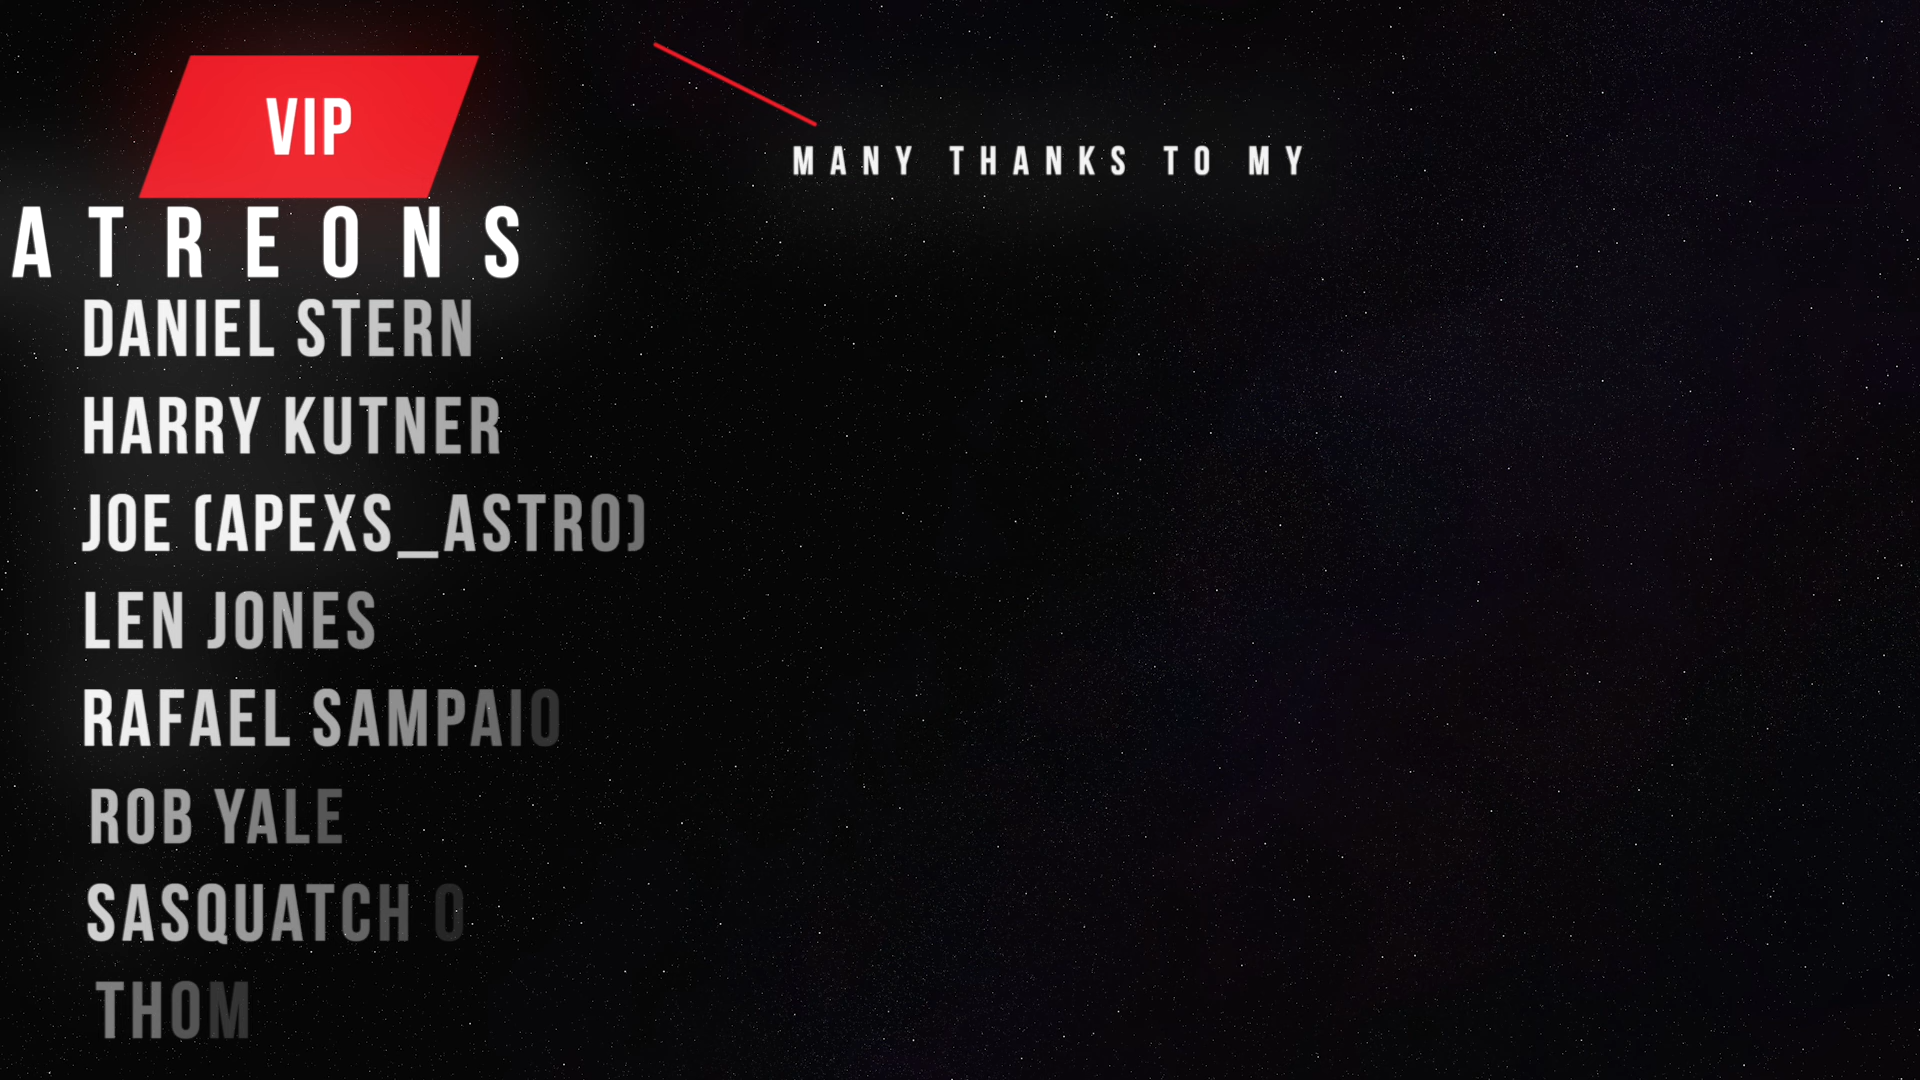 VIP
MANY THANKS TO MY
ATREONS
DANIEL STERN
HARRY KUTNER
JOE (APEXS_ASTRO)
LEN JONES
RAFAEL SAMPAIO
ROB YALE
SASQUATCH O
THOM